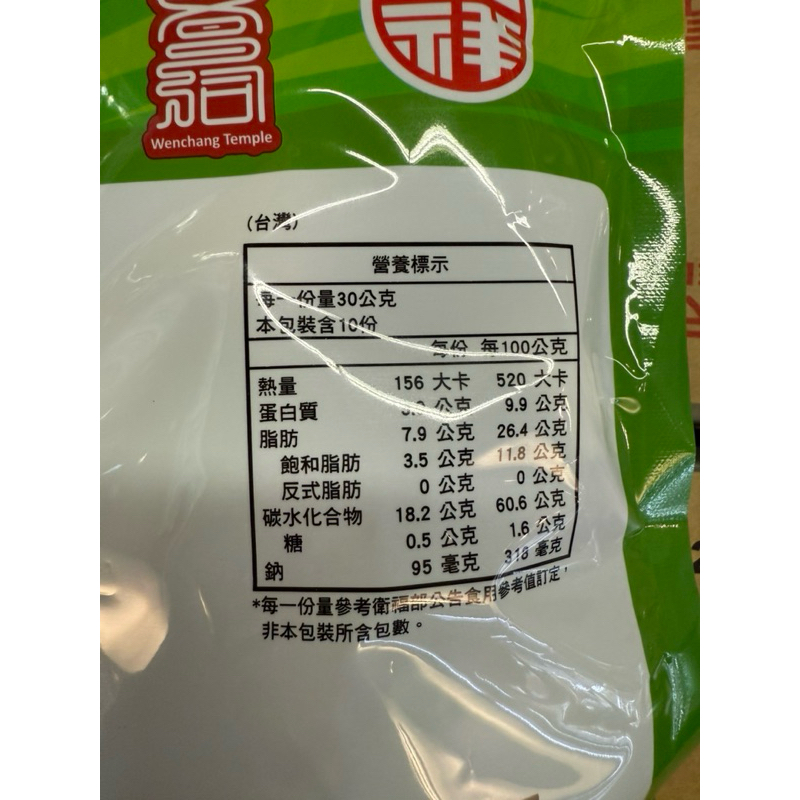 Wenchang Temple
(台灣)
營養標示
每一份量30公克
本包裝含10份
每份 每100公克
熱量 156 大卡 520 大卡
蛋白質 公克 9.9 公克
脂肪 7.9 公克 26.4 公克
飽和脂肪 3.5 公克 11.8 公克
反式脂肪 0 公克 0 公克
碳水化合物 18.2 公克 60.6 公克
糖 0.5 公克 1.6 公克
鈉 95 毫克 318 毫克
*每一份量參考衛福部公告食用參考值訂定,
非本包裝所含包數。